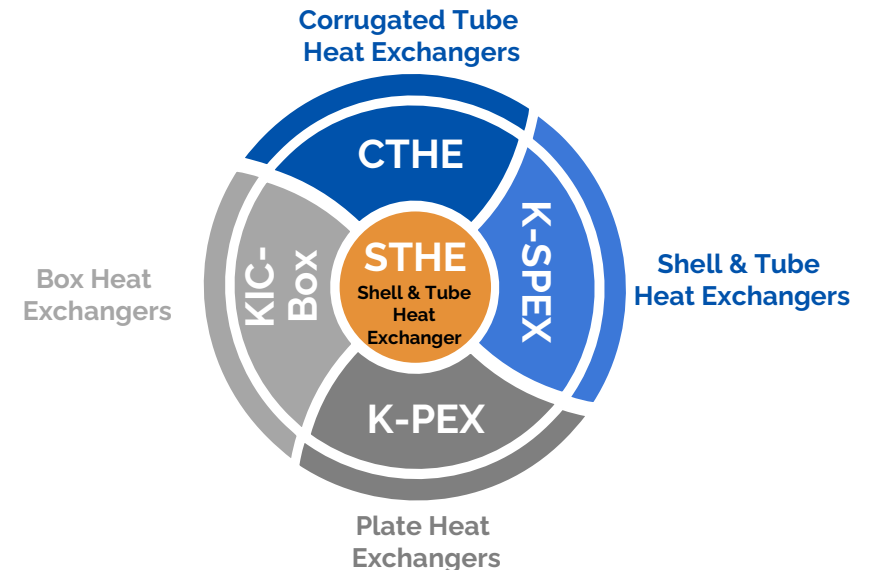 Corrugated Tube
Heat Exchangers
CTHE
K-SPEX
Shell & Tube
Heat Exchangers
STHE
Shell & Tube
Heat
Exchanger
KIC-
Box
Box Heat
Exchangers
K-PEX
Plate Heat
Exchangers